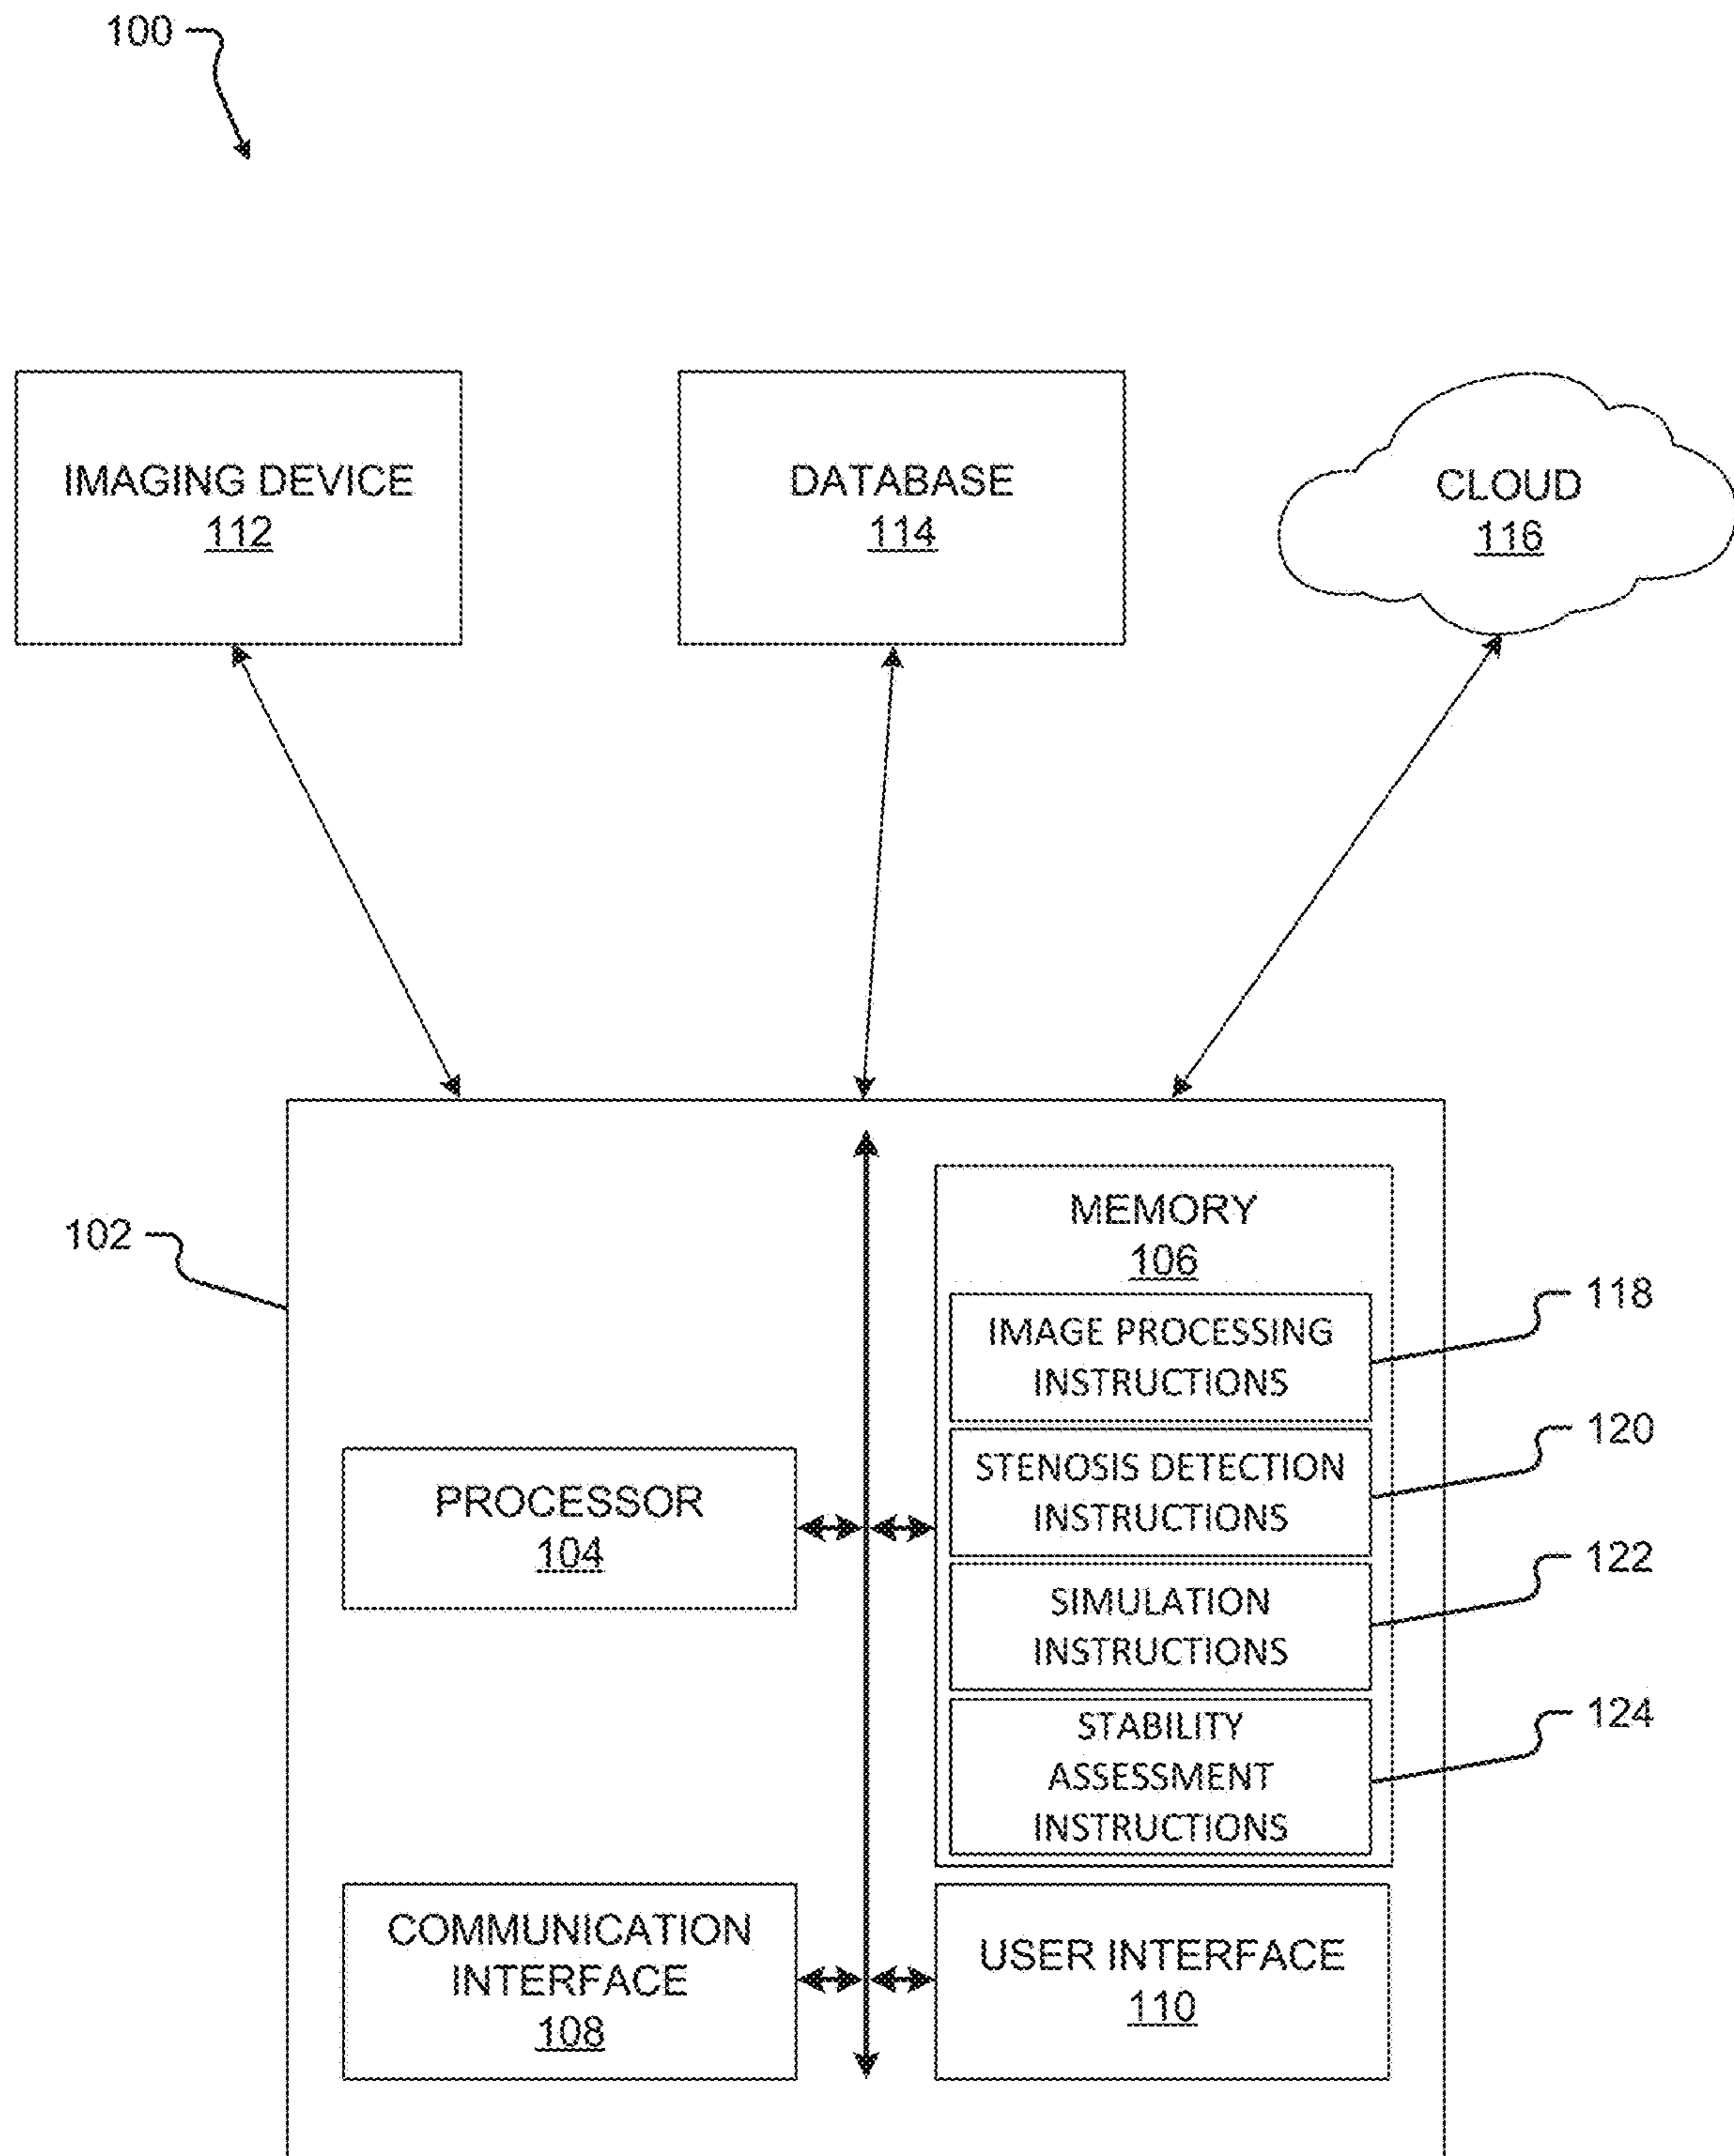 100
IMAGING DEVICE
112
DATABASE
114
CLOUD
116
102
MEMORY
106
IMAGE PROCESSING
INSTRUCTIONS
118
STENOSIS DETECTION
INSTRUCTIONS
120
PROCESSOR
104
SIMULATION
INSTRUCTIONS
122
STABILITY
ASSESSMENT
INSTRUCTIONS
124
COMMUNICATION
INTERFACE
108
USER INTERFACE
110